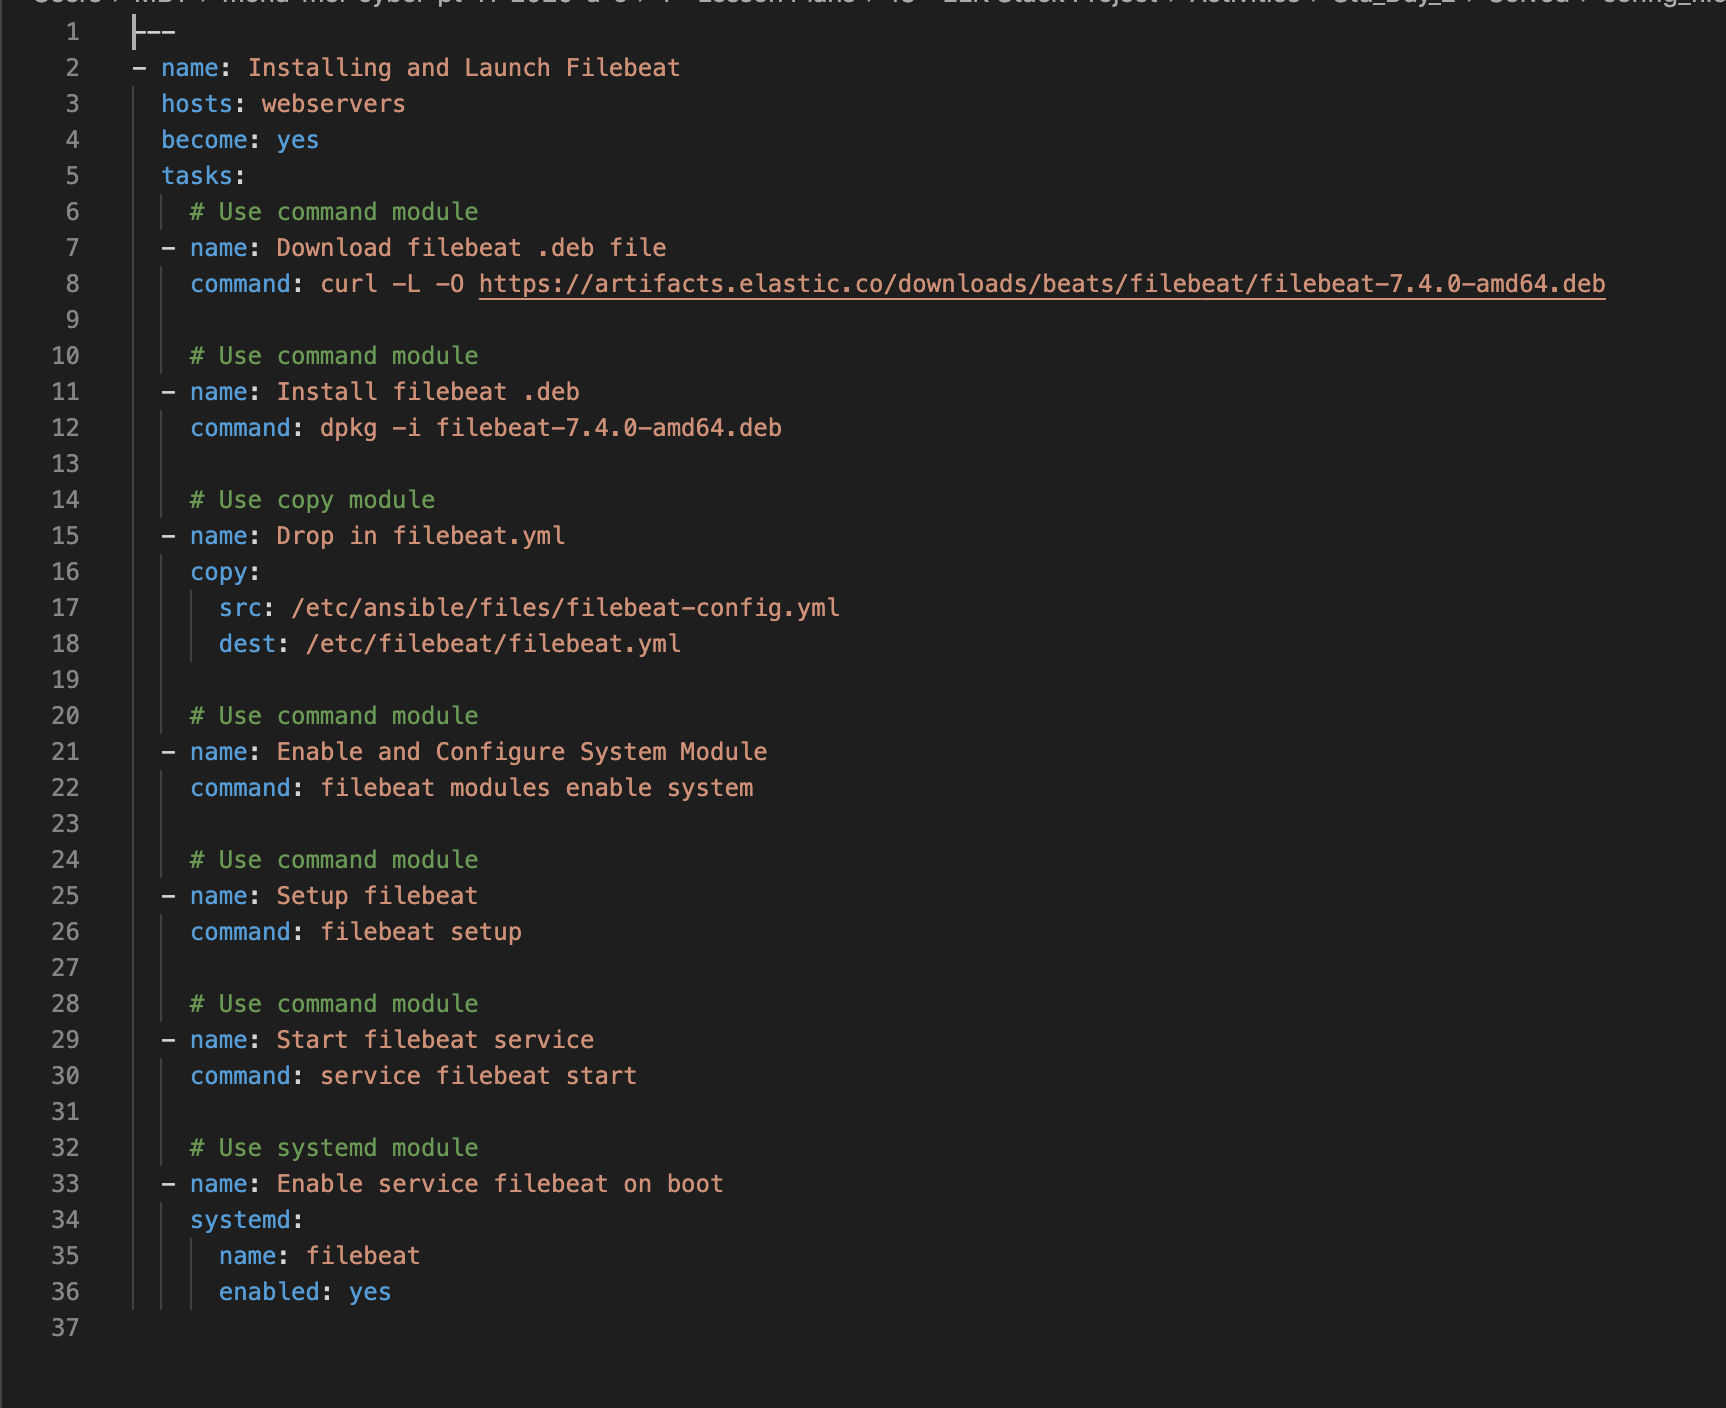 1 ---
2 - name: Installing and Launch Filebeat
3 hosts: webservers
4 become: yes
5 tasks:
6 # Use command module
7 - name: Download filebeat .deb file
8 command: curl -L -O https://artifacts.elastic.co/downloads/beats/filebeat/filebeat-7.4.0-amd64.deb
9
10 # Use command module
11 - name: Install filebeat .deb
12 command: dpkg -i filebeat-7.4.0-amd64.deb
13
14 # Use copy module
15 - name: Drop in filebeat.yml
16 copy:
17 src: /etc/ansible/files/filebeat-config.yml
18 dest: /etc/filebeat/filebeat.yml
19
20 # Use command module
21 - name: Enable and Configure System Module
22 command: filebeat modules enable system
23
24 # Use command module
25 - name: Setup filebeat
26 command: filebeat setup
27
28 # Use command module
29 - name: Start filebeat service
30 command: service filebeat start
31
32 # Use systemd module
33 - name: Enable service filebeat on boot
34 systemd:
35 name: filebeat
36 enabled: yes
37